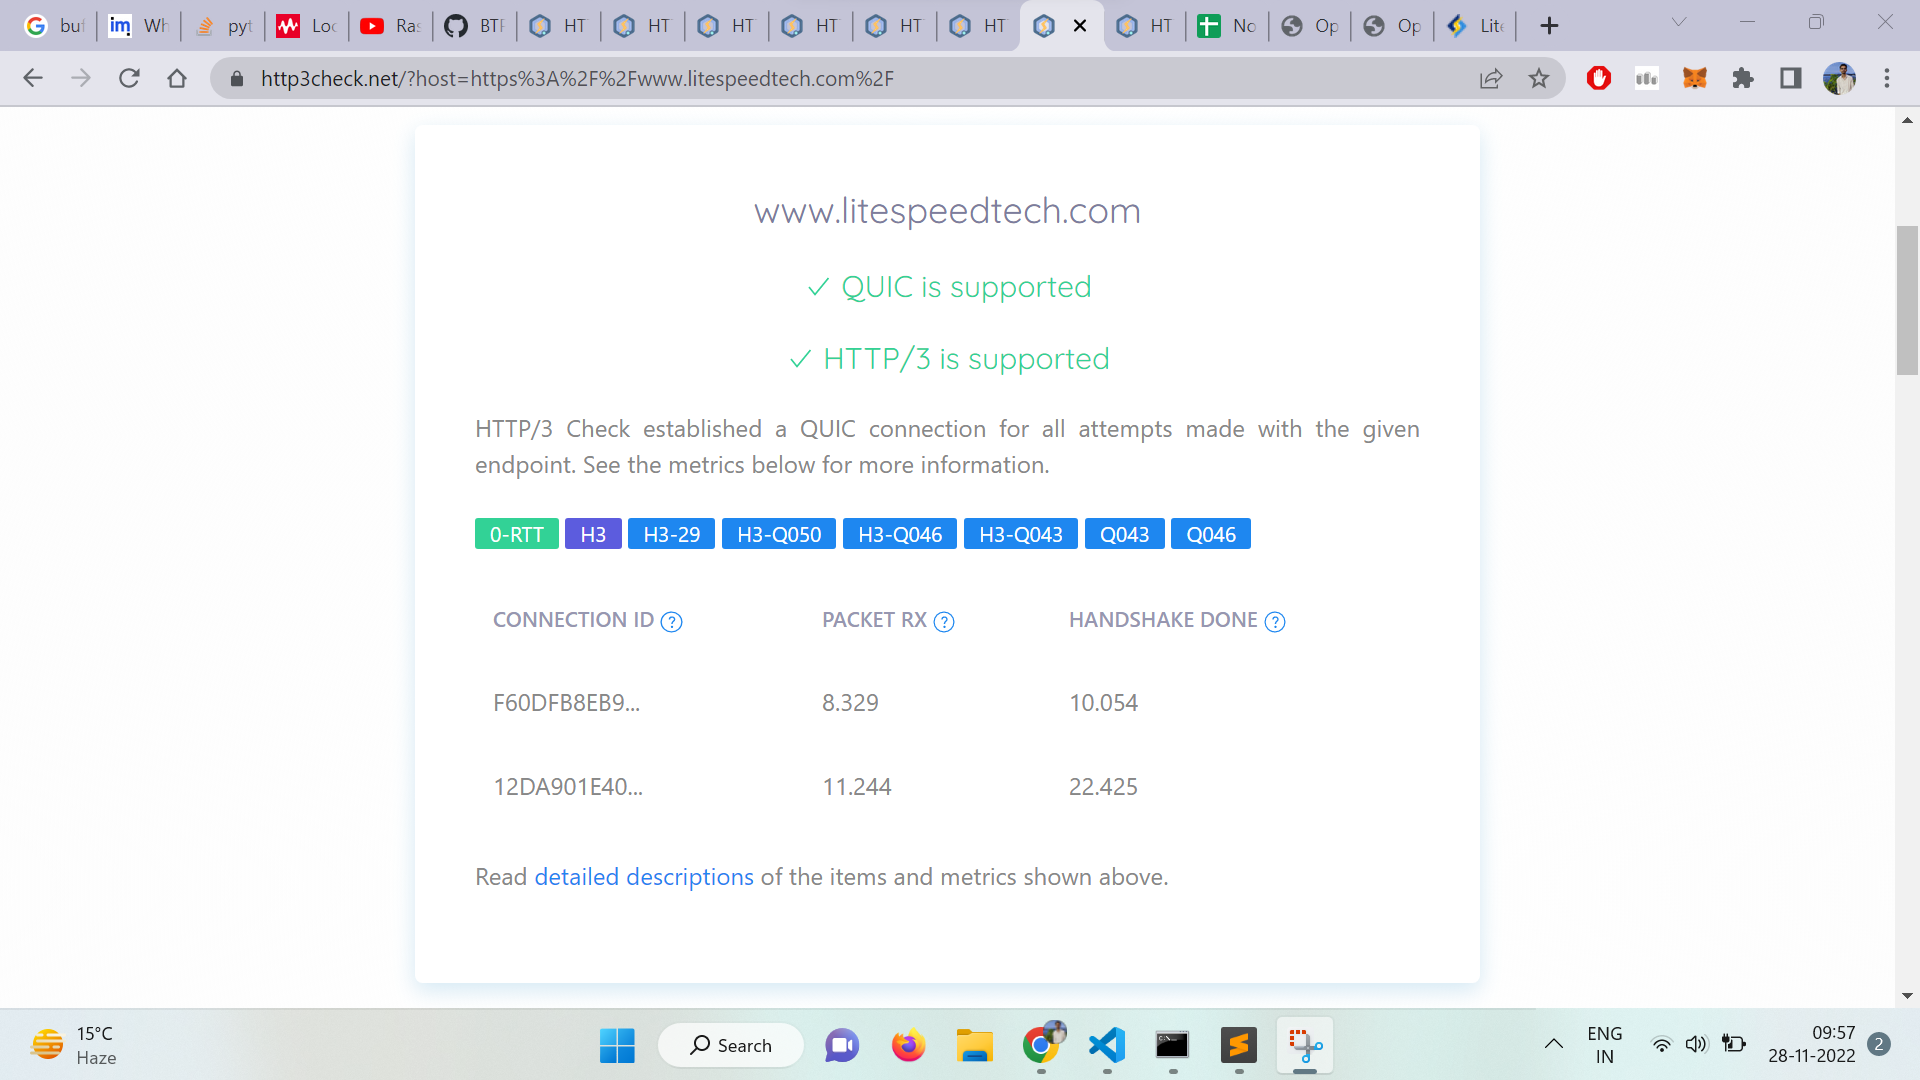 buf
Wh
pyt
Loc
Ras
BTP
HT
HT
HT
HT
HT
HT
HT
No
Op
Op
Lite
http3check.net/?host=https%3A%2F%2Fwww.litespeedtech.com%2F
www.litespeedtech.com
✓ QUIC is supported
✓ HTTP/3 is supported
HTTP/3 Check established a QUIC connection for all attempts made with the given
endpoint. See the metrics below for more information.
0-RTT H3 H3-29 H3-Q050 H3-Q046 H3-Q043 Q043 Q046
CONNECTION ID ? PACKET RX ? HANDSHAKE DONE ?
F60DFB8EB9... 8.329 10.054
12DA901E40... 11.244 22.425
Read detailed descriptions of the items and metrics shown above.
15°C
Haze
Search
ENG
IN
09:57
28-11-2022
2